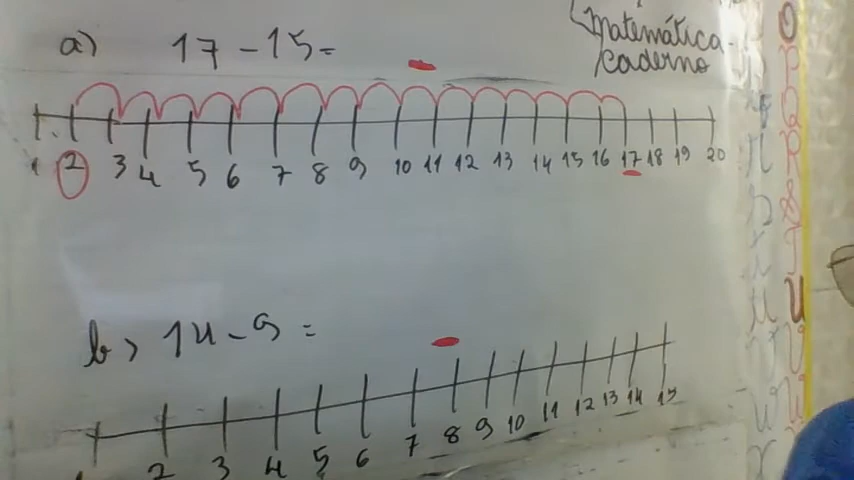 Matemática
caderno
a) 17-15=
1 2 3 4 5 6 7 8 9 10 11 12 13 14 15 16 17 18 19 20
b) 14-9=
1 2 3 4 5 6 7 8 9 10 11 12 13 14 15